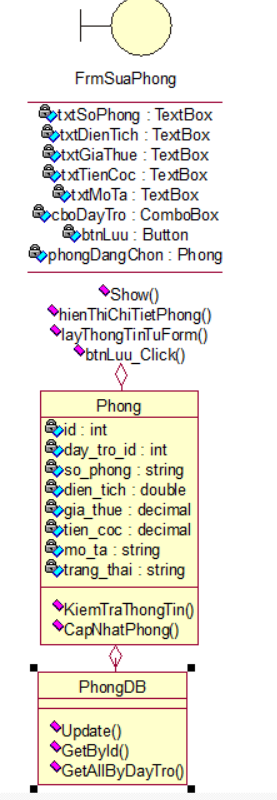 FrmSuaPhong
txtSoPhong : TextBox
txtDienTich : TextBox
txtGiaThue : TextBox
txtTienCoc : TextBox
txtMoTa : TextBox
cboDayTro : ComboBox
btnLuu : Button
phongDangChon : Phong
Show()
hienThiChiTietPhong()
layThongTinTuForm()
btnLuu_Click()
Phong
id : int
day_tro_id : int
so_phong : string
dien_tich : double
gia_thue : decimal
tien_coc : decimal
mo_ta : string
trang_thai : string
KiemTraThongTin()
CapNhatPhong()
PhongDB
Update()
GetById()
GetAllByDayTro()